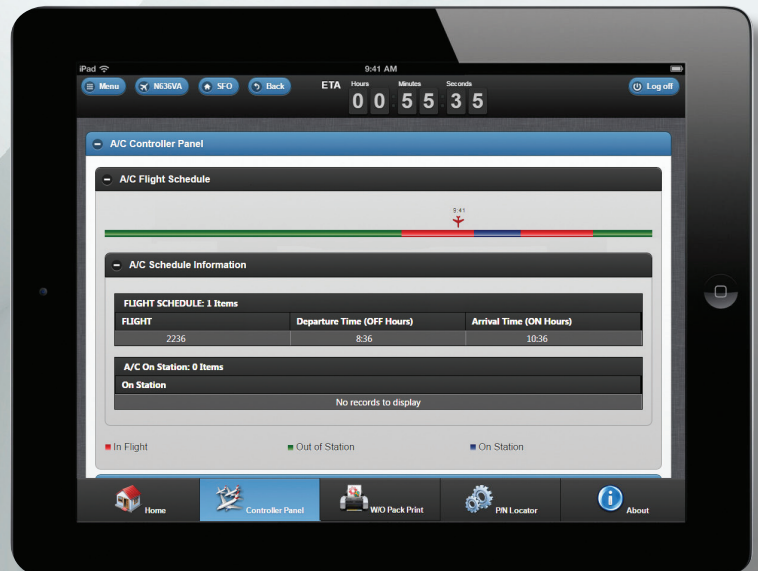 iPad 9:41 AM
Menu N636VA SFO Back ETA Hours Minutes Seconds Log off
0 0 5 5 3 5
A/C Controller Panel
A/C Flight Schedule
9:41
A/C Schedule Information
FLIGHT SCHEDULE: 1 Items
FLIGHT Departure Time (OFF Hours) Arrival Time (ON Hours)
2236 8:36 10:36
A/C On Station: 0 Items
On Station
No records to display
In Flight Out of Station On Station
Home Controller Panel W/O Pack Print P/N Locator About